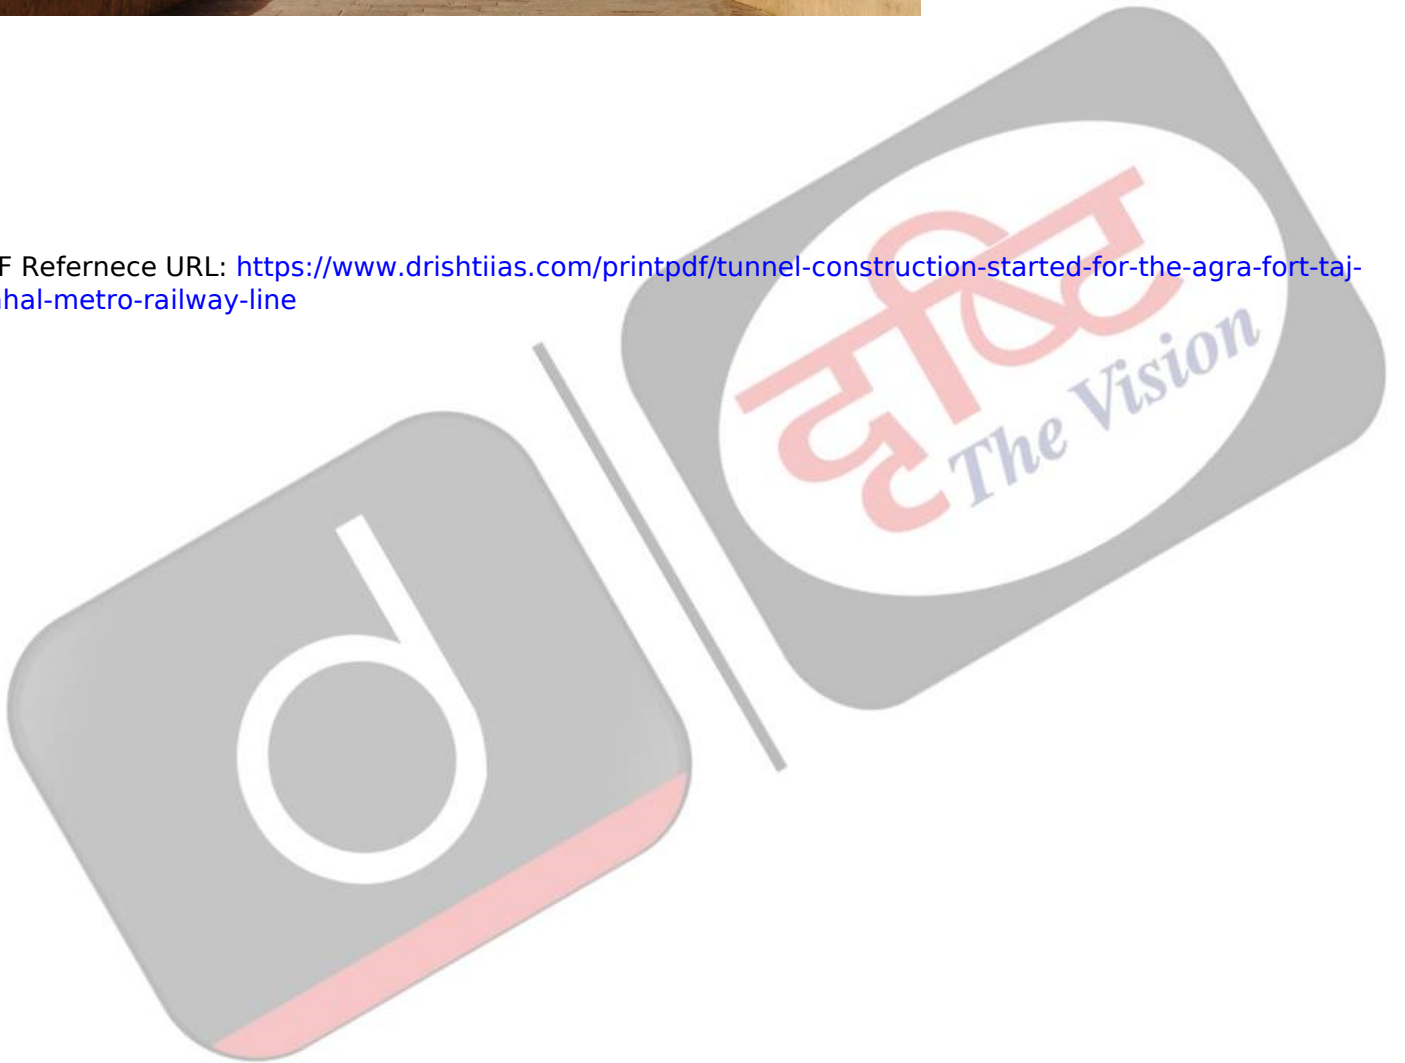 F Refernece URL: https://www.drishtiias.com/printpdf/tunnel-construction-started-for-the-agra-fort-taj-
ahal-metro-railway-line
दृष्टि
The Vision
d